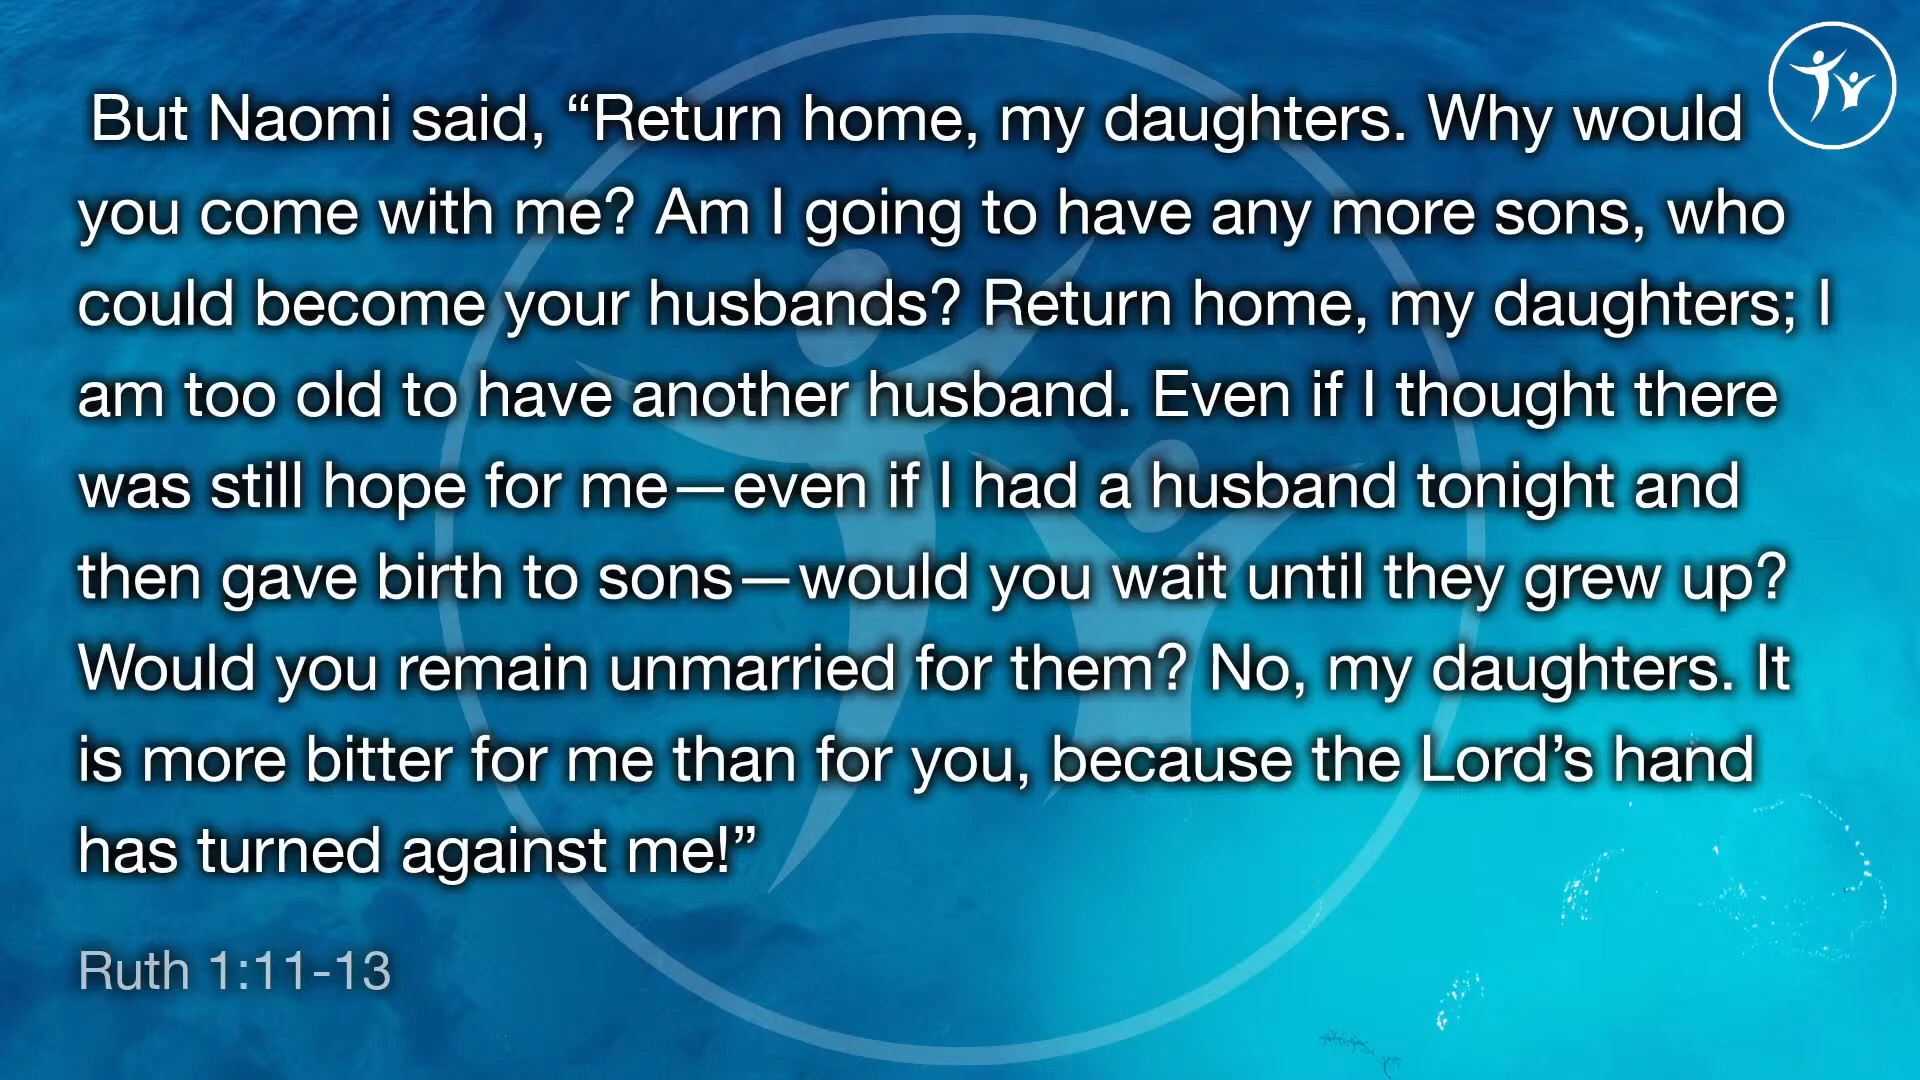 But Naomi said, “Return home, my daughters. Why would
you come with me? Am I going to have any more sons, who
could become your husbands? Return home, my daughters; I
am too old to have another husband. Even if I thought there
was still hope for me—even if I had a husband tonight and
then gave birth to sons—would you wait until they grew up?
Would you remain unmarried for them? No, my daughters. It
is more bitter for me than for you, because the Lord’s hand
has turned against me!”
Ruth 1:11-13